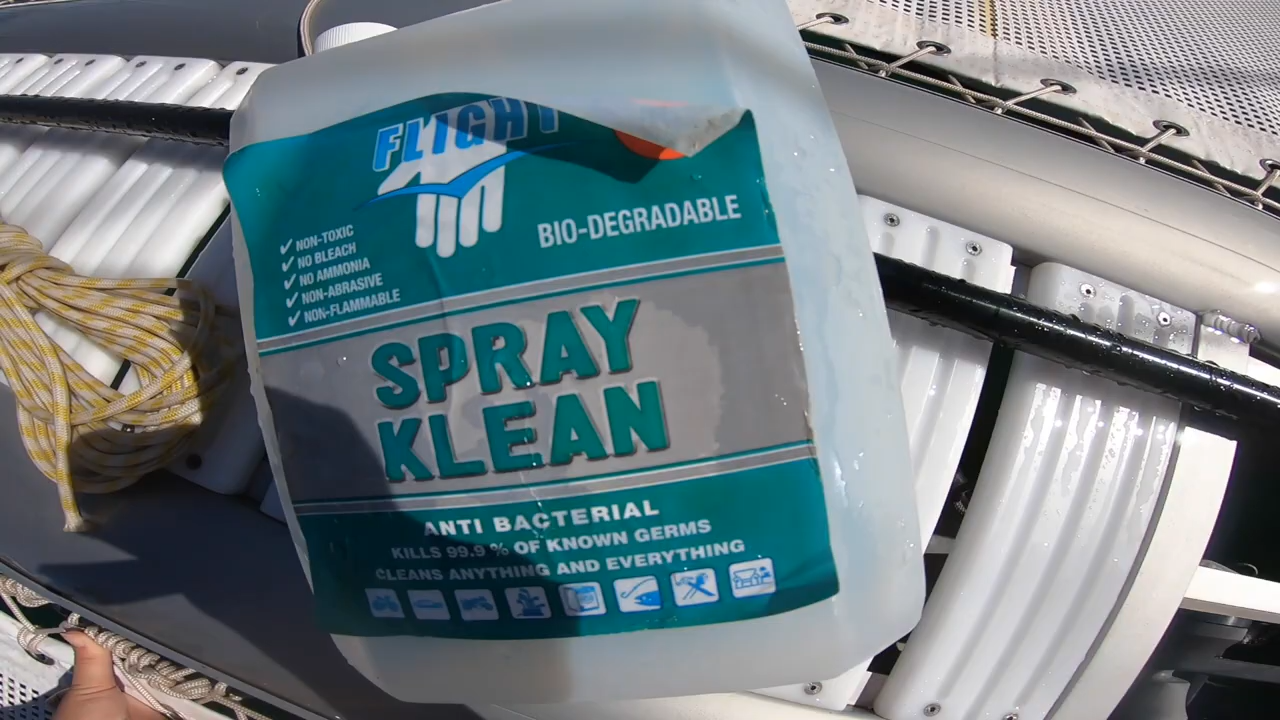 FLIGHT
✓ NON-TOXIC
✓ NO BLEACH
✓ NO AMMONIA
✓ NON-ABRASIVE
✓ NON-FLAMMABLE
BIO-DEGRADABLE
SPRAY
KLEAN
ANTI BACTERIAL
KILLS 99.9 % OF KNOWN GERMS
CLEANS ANYTHING AND EVERYTHING